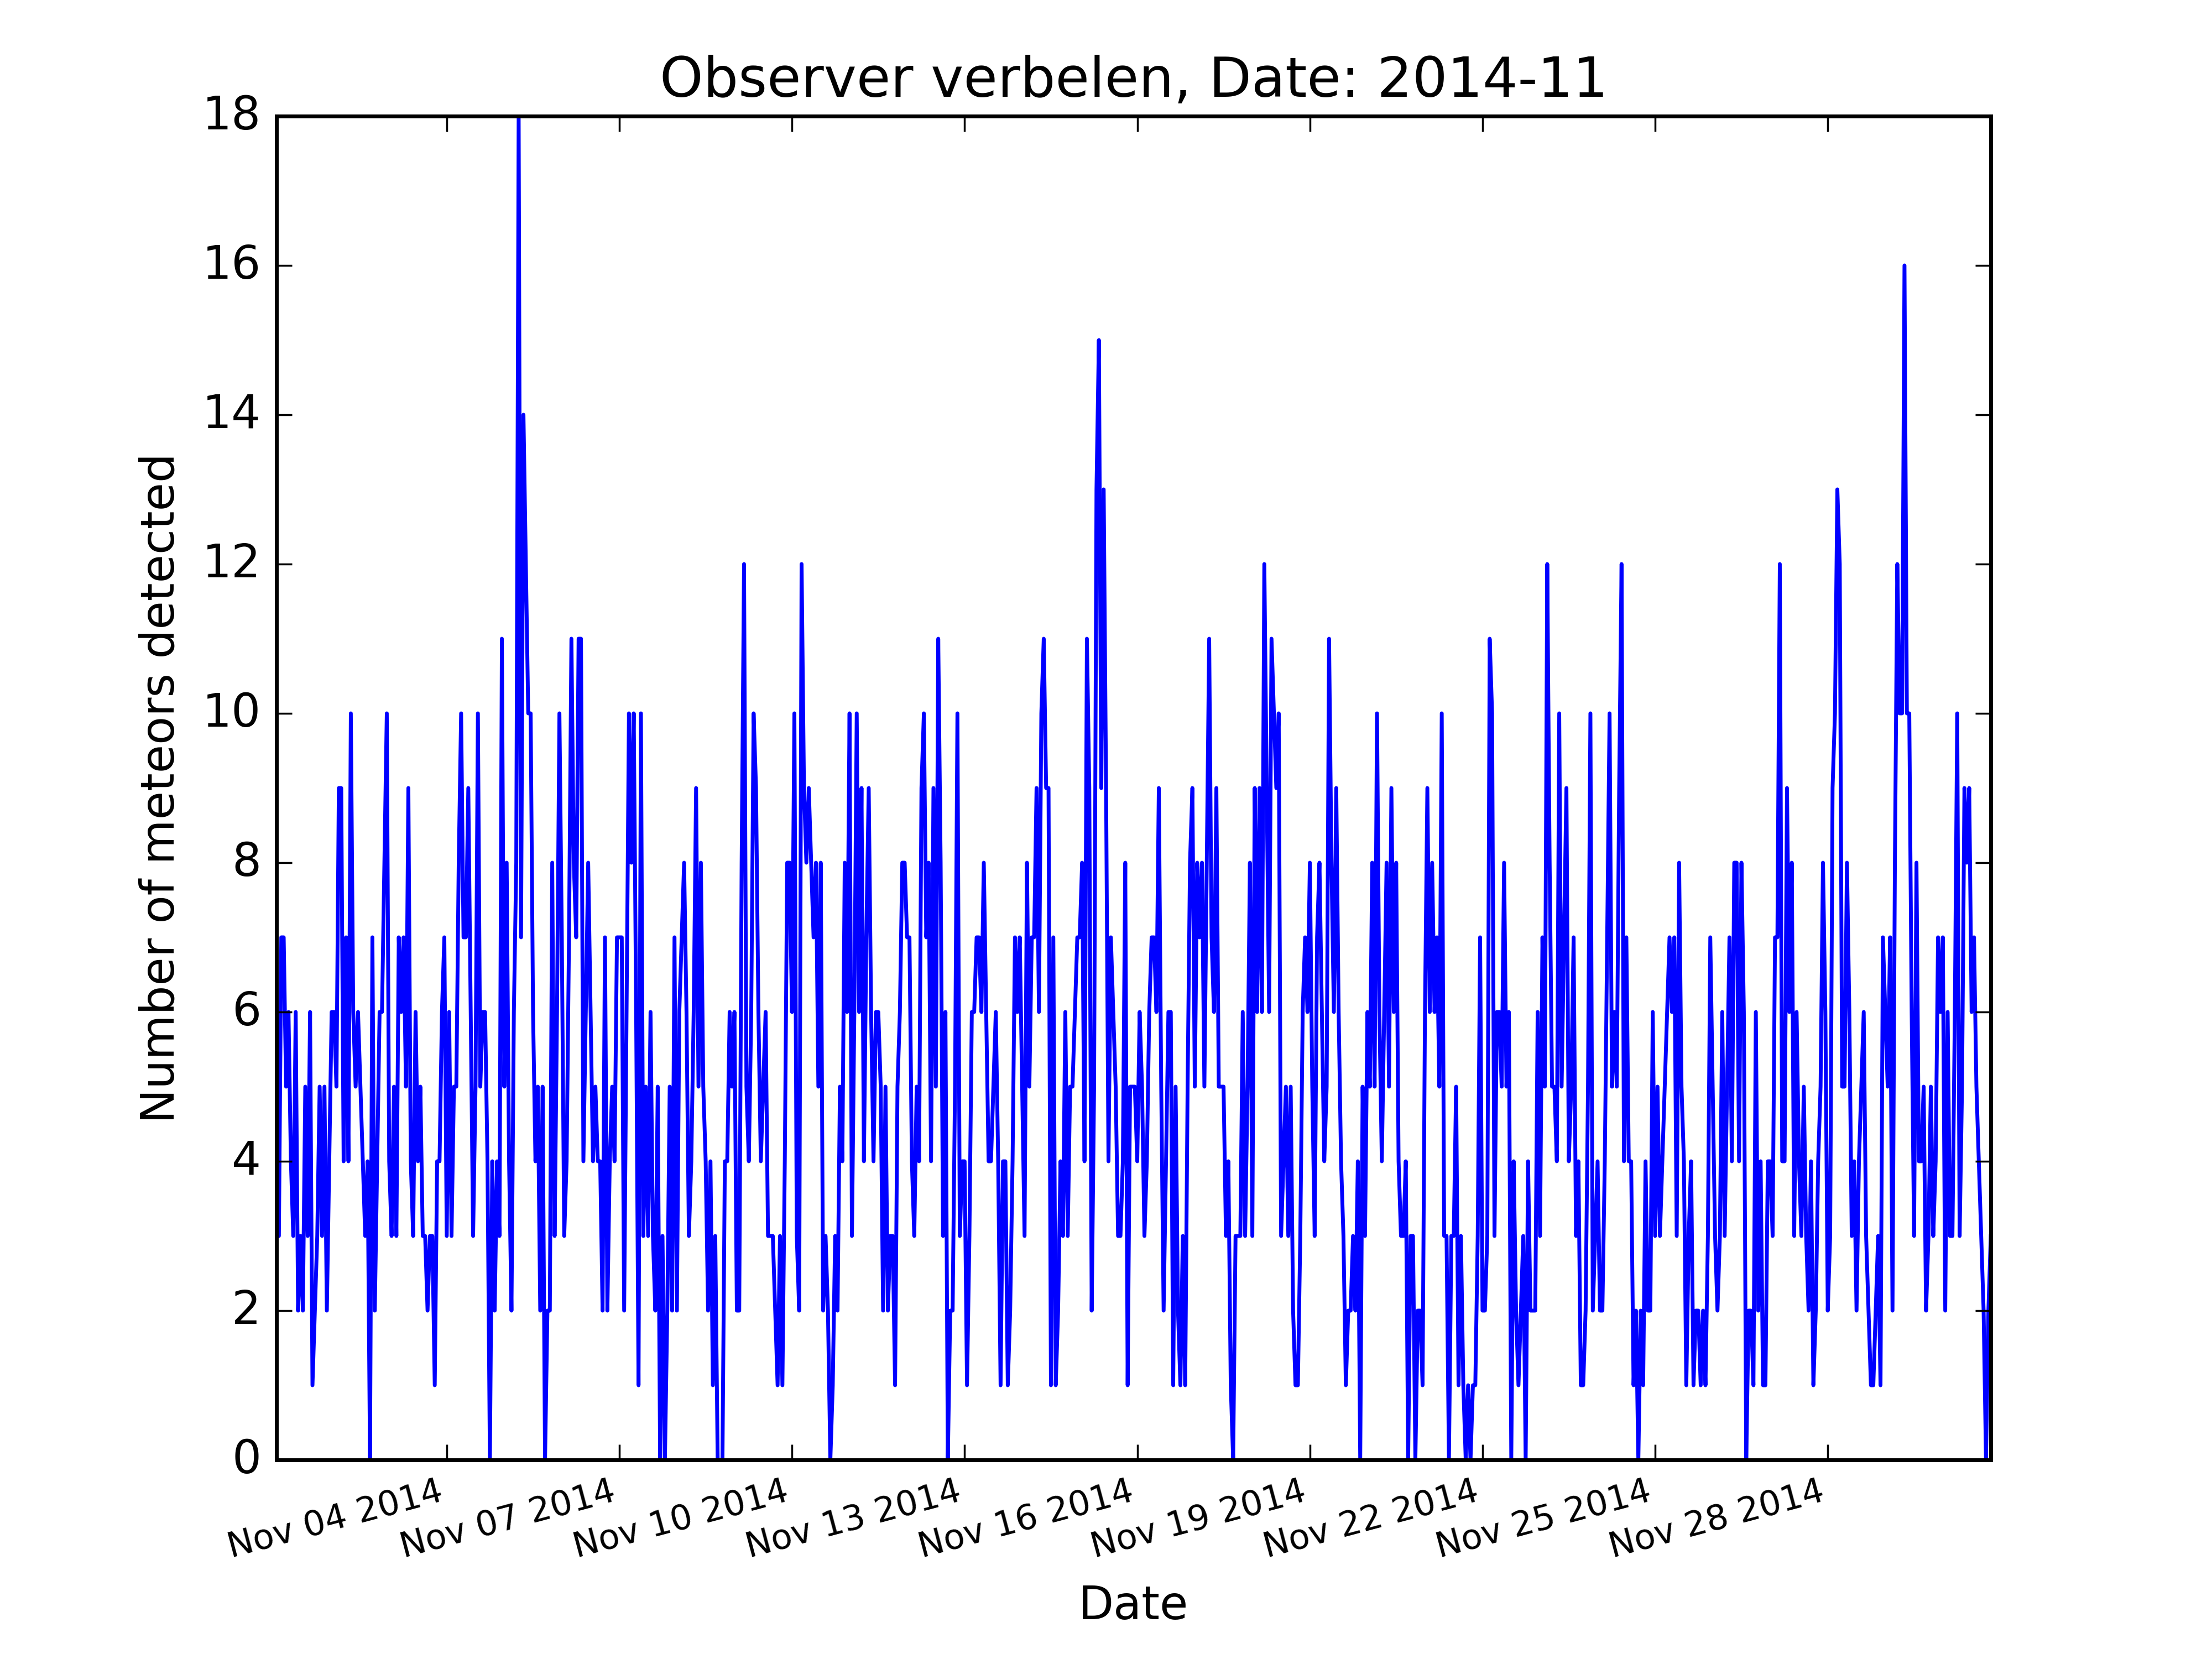 Observer verbelen, Date: 2014-11
Number of meteors detected
18
16
14
12
10
8
6
4
2
0
Nov 04 2014
Nov 07 2014
Nov 10 2014
Nov 13 2014
Nov 16 2014
Nov 19 2014
Nov 22 2014
Nov 25 2014
Nov 28 2014
Date